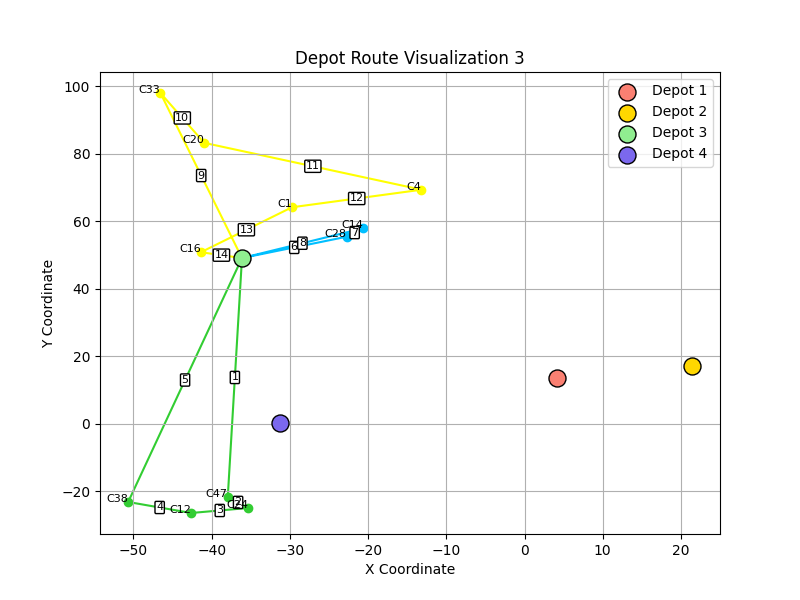 Depot Route Visualization 3
Depot 1
Depot 2
Depot 3
Depot 4
Y Coordinate
100
80
60
40
20
0
−20
C33
10
C20
9
11
C4
12
C1
13
C14
C28
7
8
6
C16
14
5
1
C38
4
C12
3
C47
2
−50
−40
−30
−20
−10
0
10
20
X Coordinate